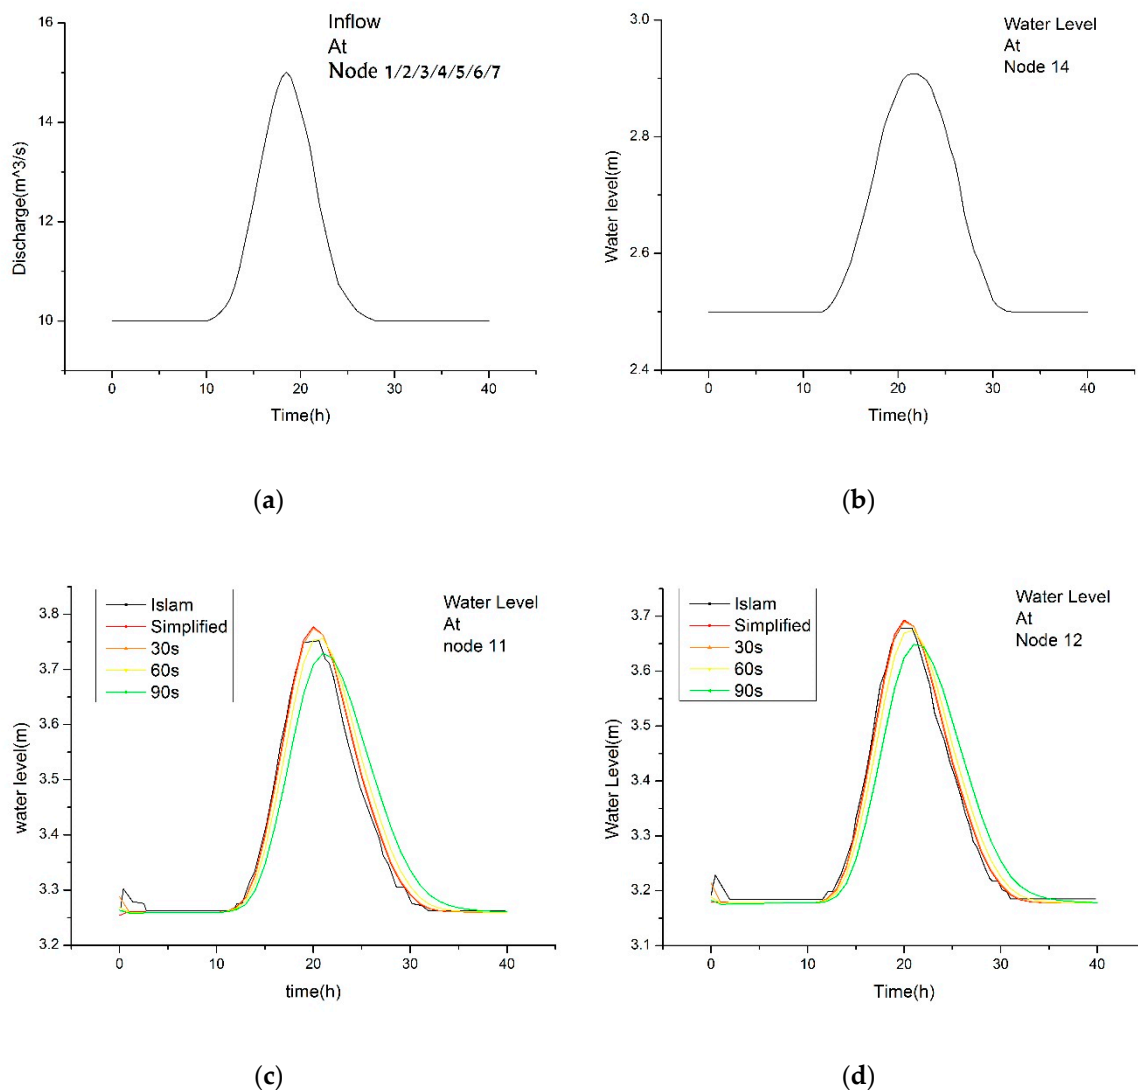 Inflow
At
Node 1/2/3/4/5/6/7
16
14
12
10
Discharge(m^3/s)
0
10
20
30
40
Time(h)
(a)
Water Level
At
Node 14
3.0
2.8
2.6
2.4
Water level(m)
0
10
20
30
40
Time(h)
(b)
Islam
Simplified
30s
60s
90s
Water Level
At
node 11
3.8
3.7
3.6
3.5
3.4
3.3
3.2
water level(m)
0
10
20
30
40
time(h)
(c)
Islam
Simplified
30s
60s
90s
Water Level
At
Node 12
3.7
3.6
3.5
3.4
3.3
3.2
3.1
Water Level(m)
0
10
20
30
40
Time(h)
(d)